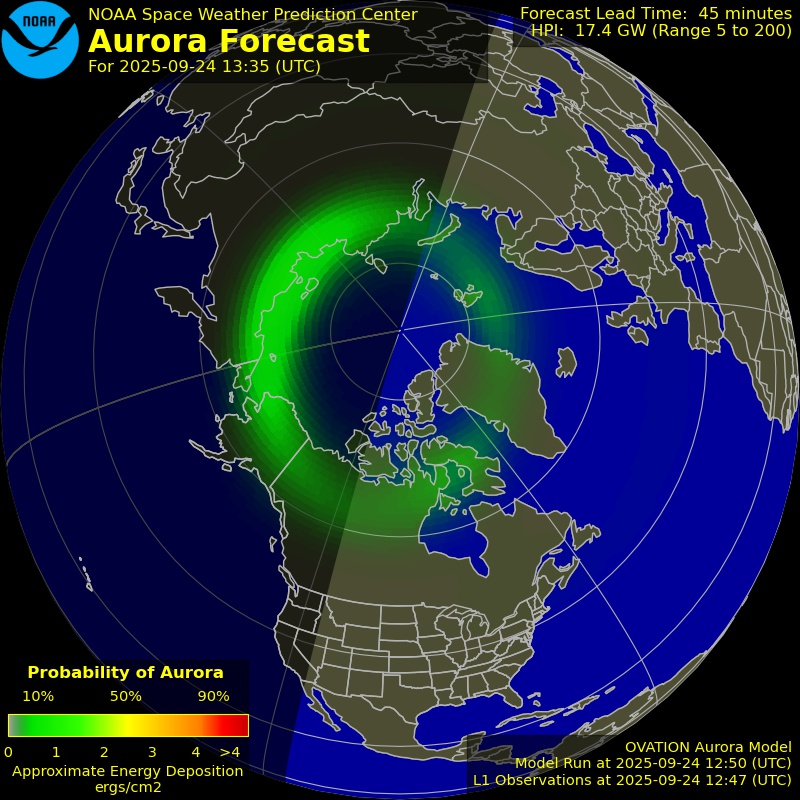 NOAA
NOAA Space Weather Prediction Center
Aurora Forecast
For 2025-09-24 13:35 (UTC)
Forecast Lead Time: 45 minutes
HPI: 17.4 GW (Range 5 to 200)
Probability of Aurora
10% 50% 90%
0 1 2 3 4 >4
Approximate Energy Deposition
ergs/cm2
OVATION Aurora Model
Model Run at 2025-09-24 12:50 (UTC)
L1 Observations at 2025-09-24 12:47 (UTC)